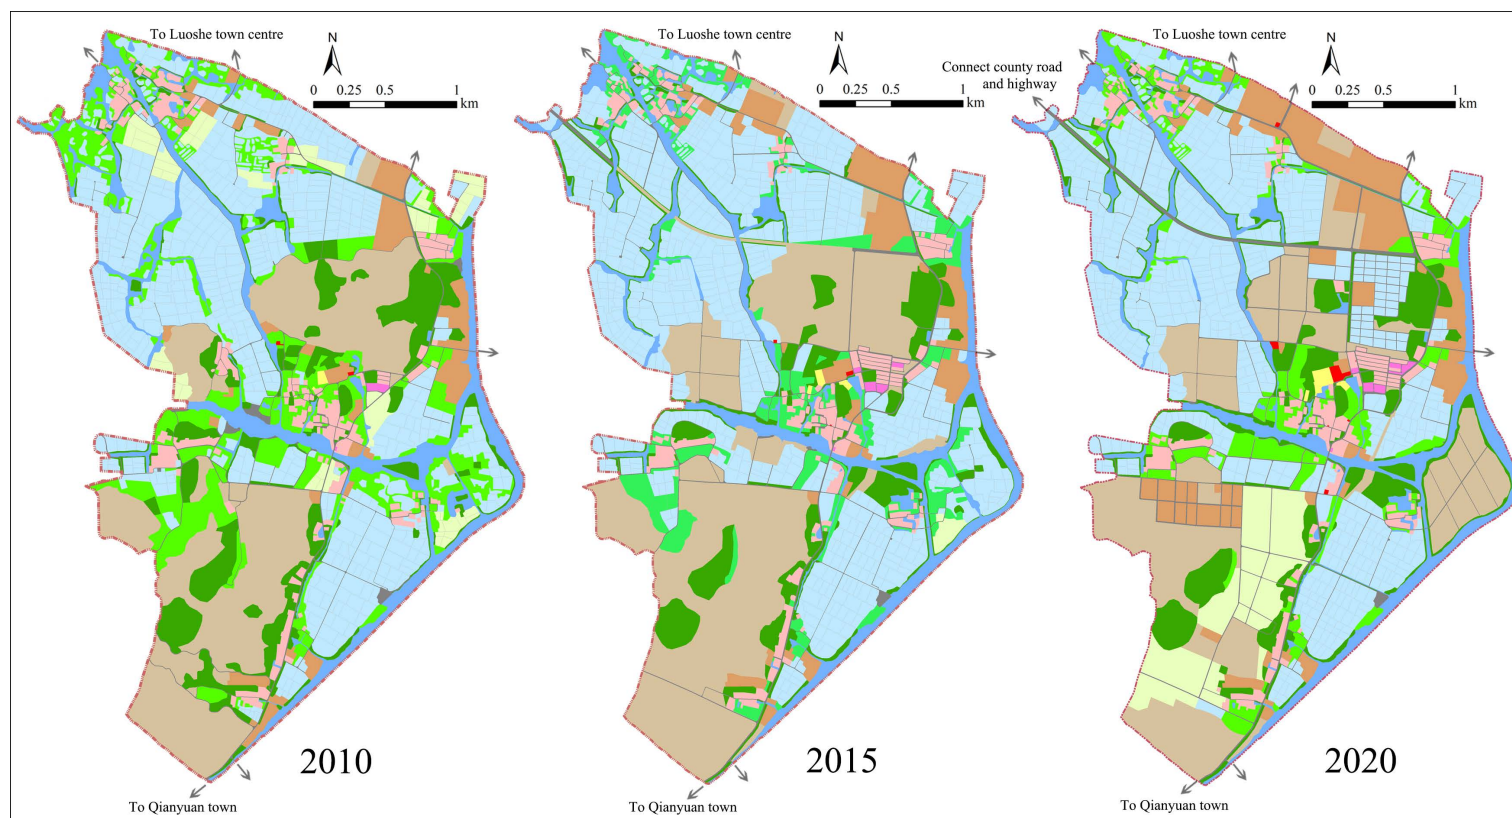 To Luoshe town centre
N
0 0.25 0.5 1
km
2010
To Qianyuan town
To Luoshe town centre
N
0 0.25 0.5 1
km
2015
To Qianyuan town
Connect county road
and highway
To Luoshe town centre
N
0 0.25 0.5 1
km
2020
To Qianyuan town